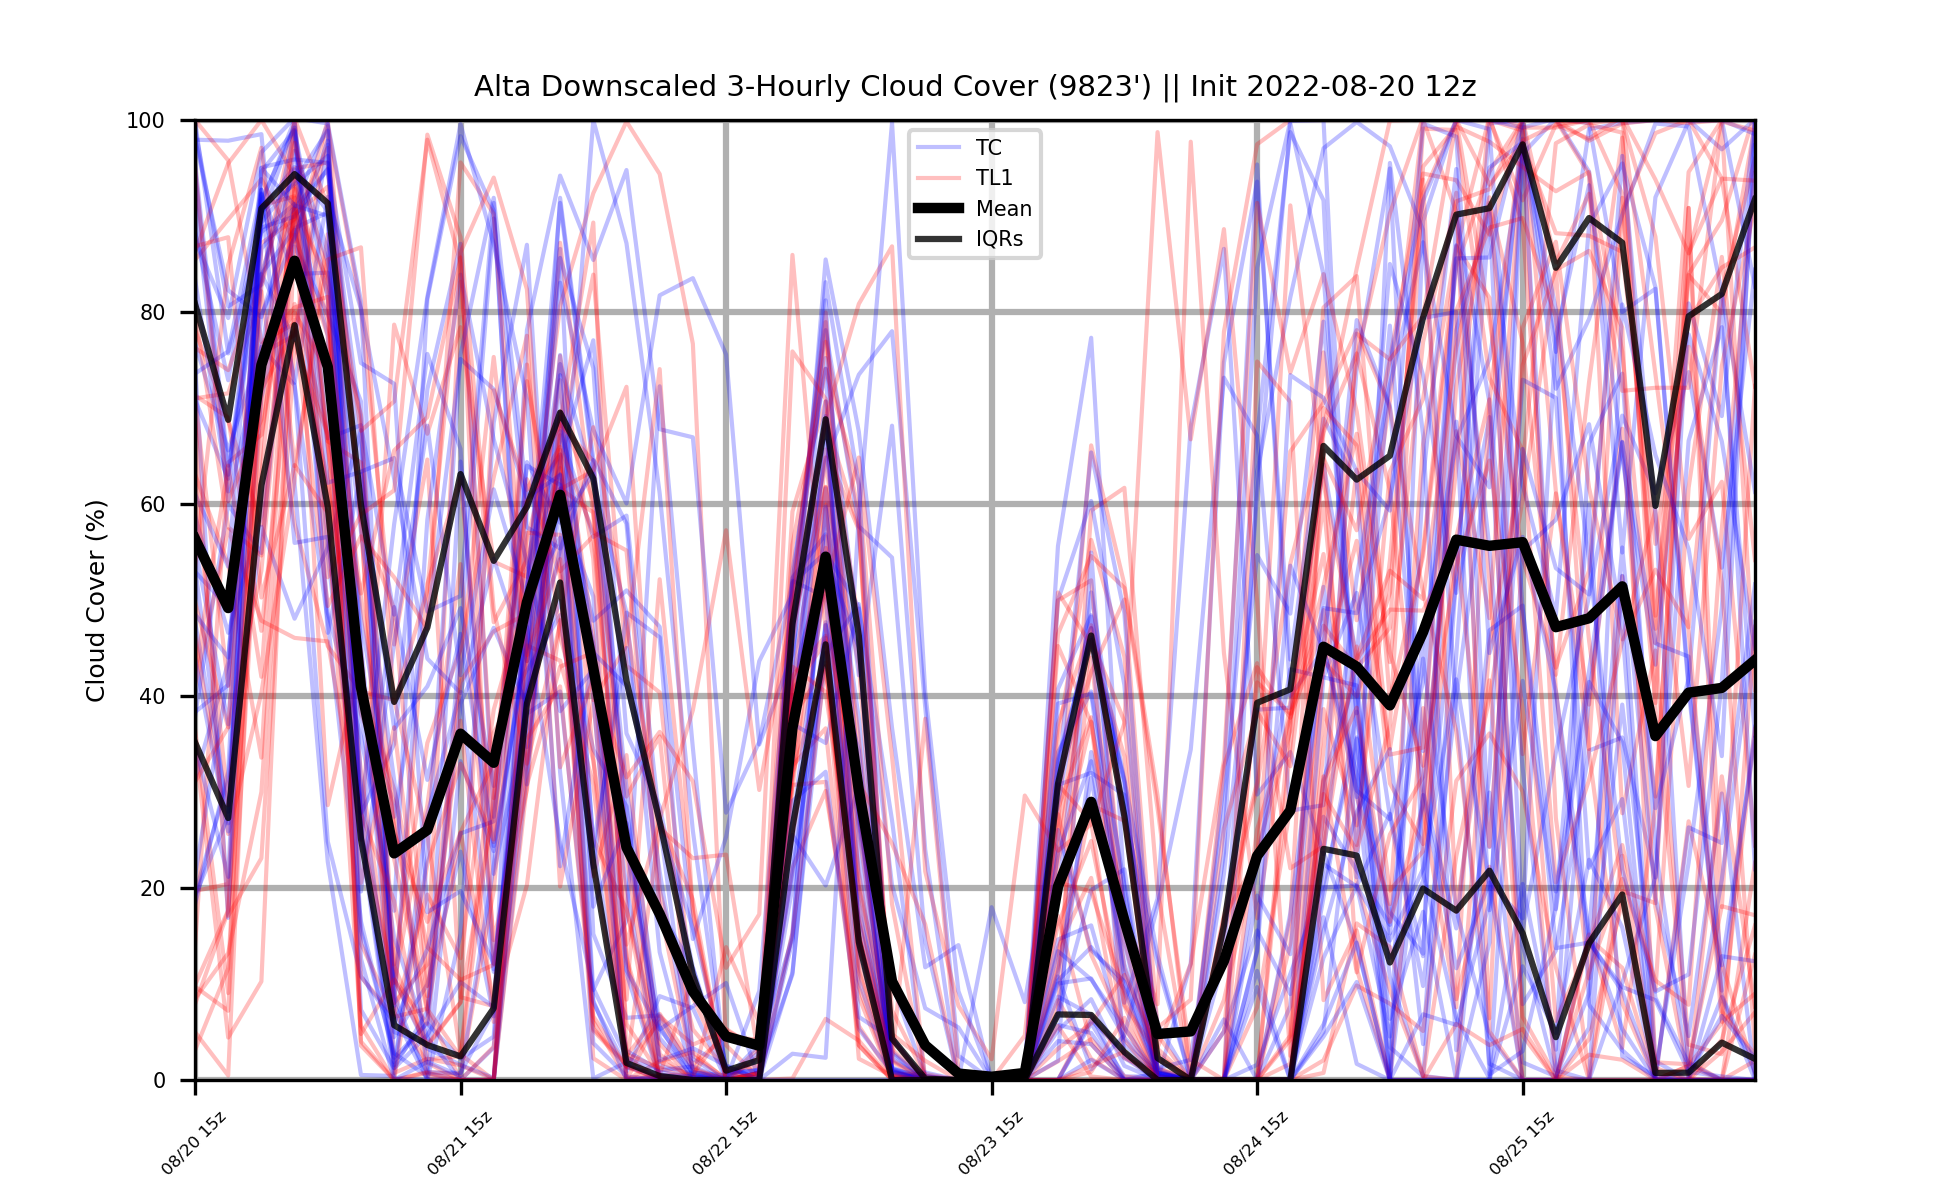 Alta Downscaled 3-Hourly Cloud Cover (9823') || Init 2022-08-20 12z
TC
TL1
Mean
IQRs
Cloud Cover (%)
100
80
60
40
20
0
08/20 15z
08/21 15z
08/22 15z
08/23 15z
08/24 15z
08/25 15z